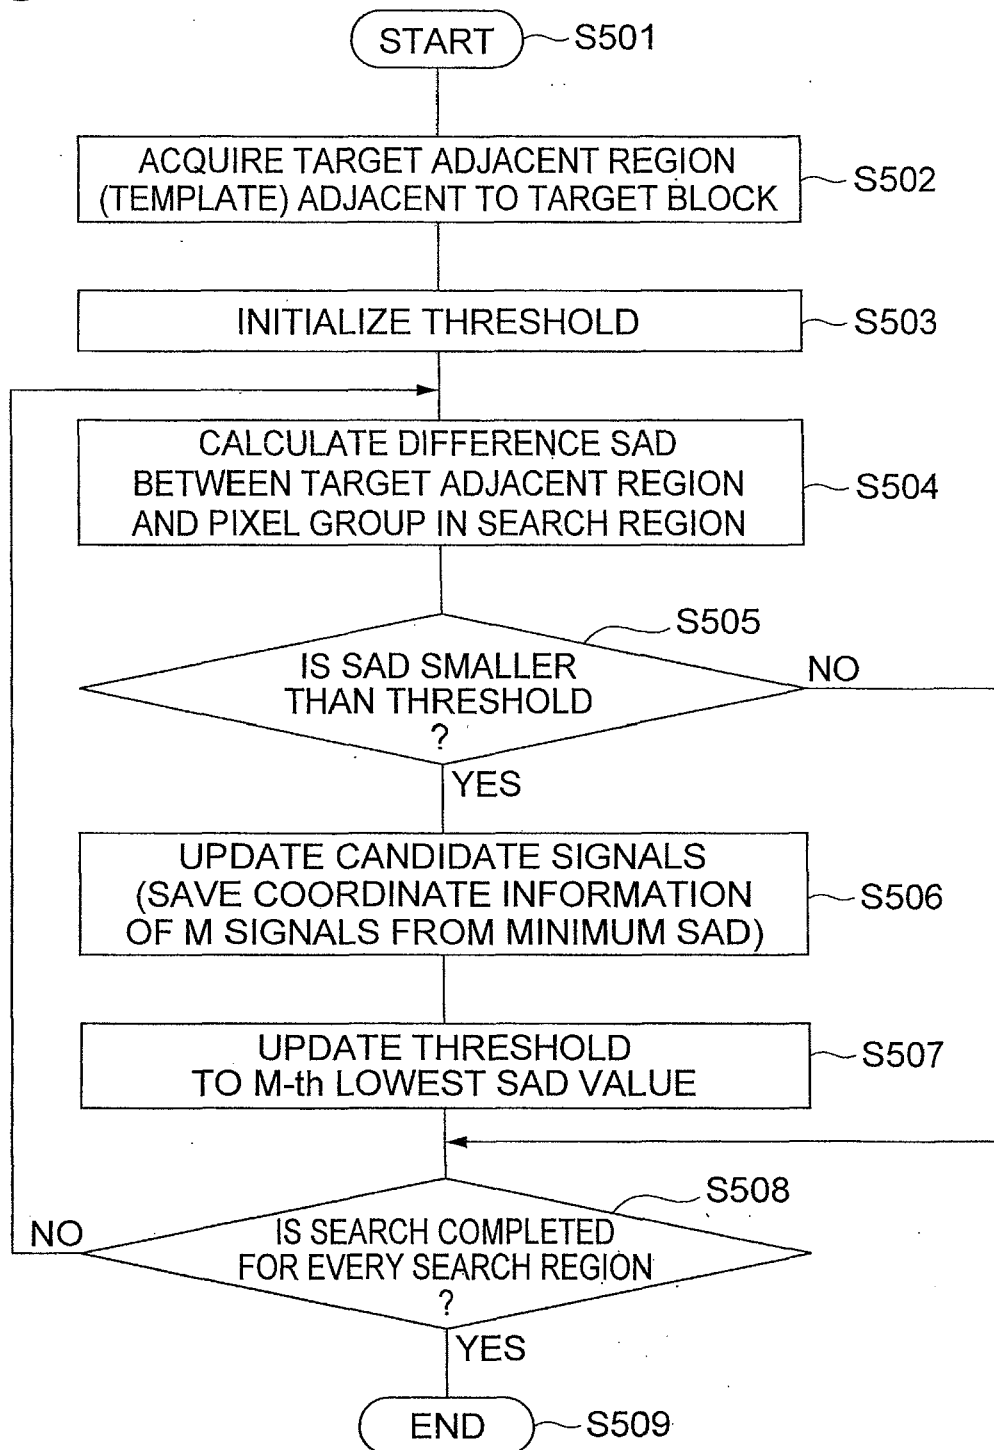 START
S501
ACQUIRE TARGET ADJACENT REGION
(TEMPLATE) ADJACENT TO TARGET BLOCK
S502
INITIALIZE THRESHOLD
S503
CALCULATE DIFFERENCE SAD
BETWEEN TARGET ADJACENT REGION
AND PIXEL GROUP IN SEARCH REGION
S504
S505
IS SAD SMALLER
THAN THRESHOLD
?
NO
YES
UPDATE CANDIDATE SIGNALS
(SAVE COORDINATE INFORMATION
OF M SIGNALS FROM MINIMUM SAD)
S506
UPDATE THRESHOLD
TO M-th LOWEST SAD VALUE
S507
S508
NO
IS SEARCH COMPLETED
FOR EVERY SEARCH REGION
?
YES
END
S509